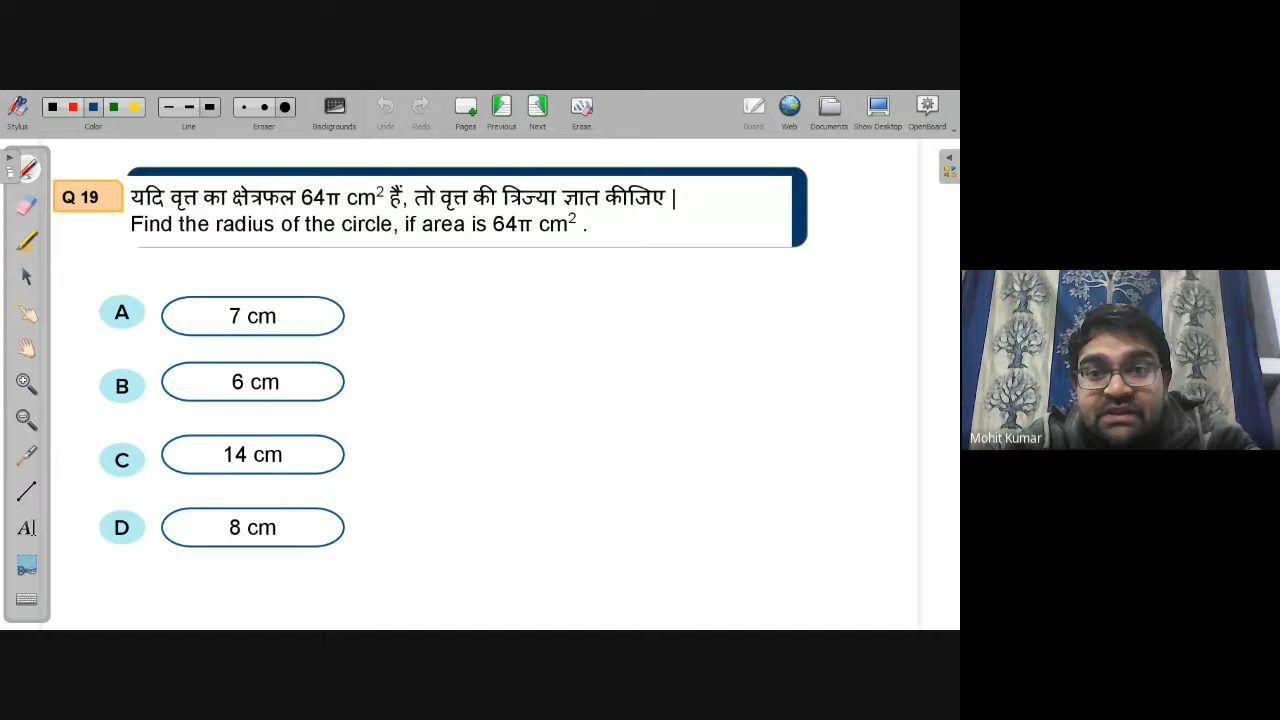 Stylus
Color
Line
Eraser
Backgrounds
Undo
Redo
Pages
Previous
Next
Erase
Board
Web
Documents
Show Desktop
OpenBoard
Q 19
यदि वृत्त का क्षेत्रफल 64π cm² हैं, तो वृत्त की त्रिज्या ज्ञात कीजिए |
Find the radius of the circle, if area is 64π cm² .
A
7 cm
B
6 cm
C
14 cm
D
8 cm
Mohit Kumar